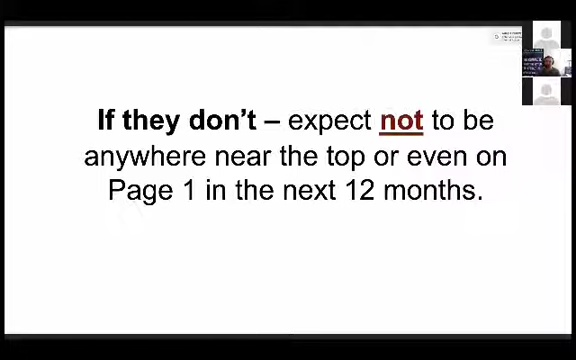 If they don’t – expect not to be
anywhere near the top or even on
Page 1 in the next 12 months.